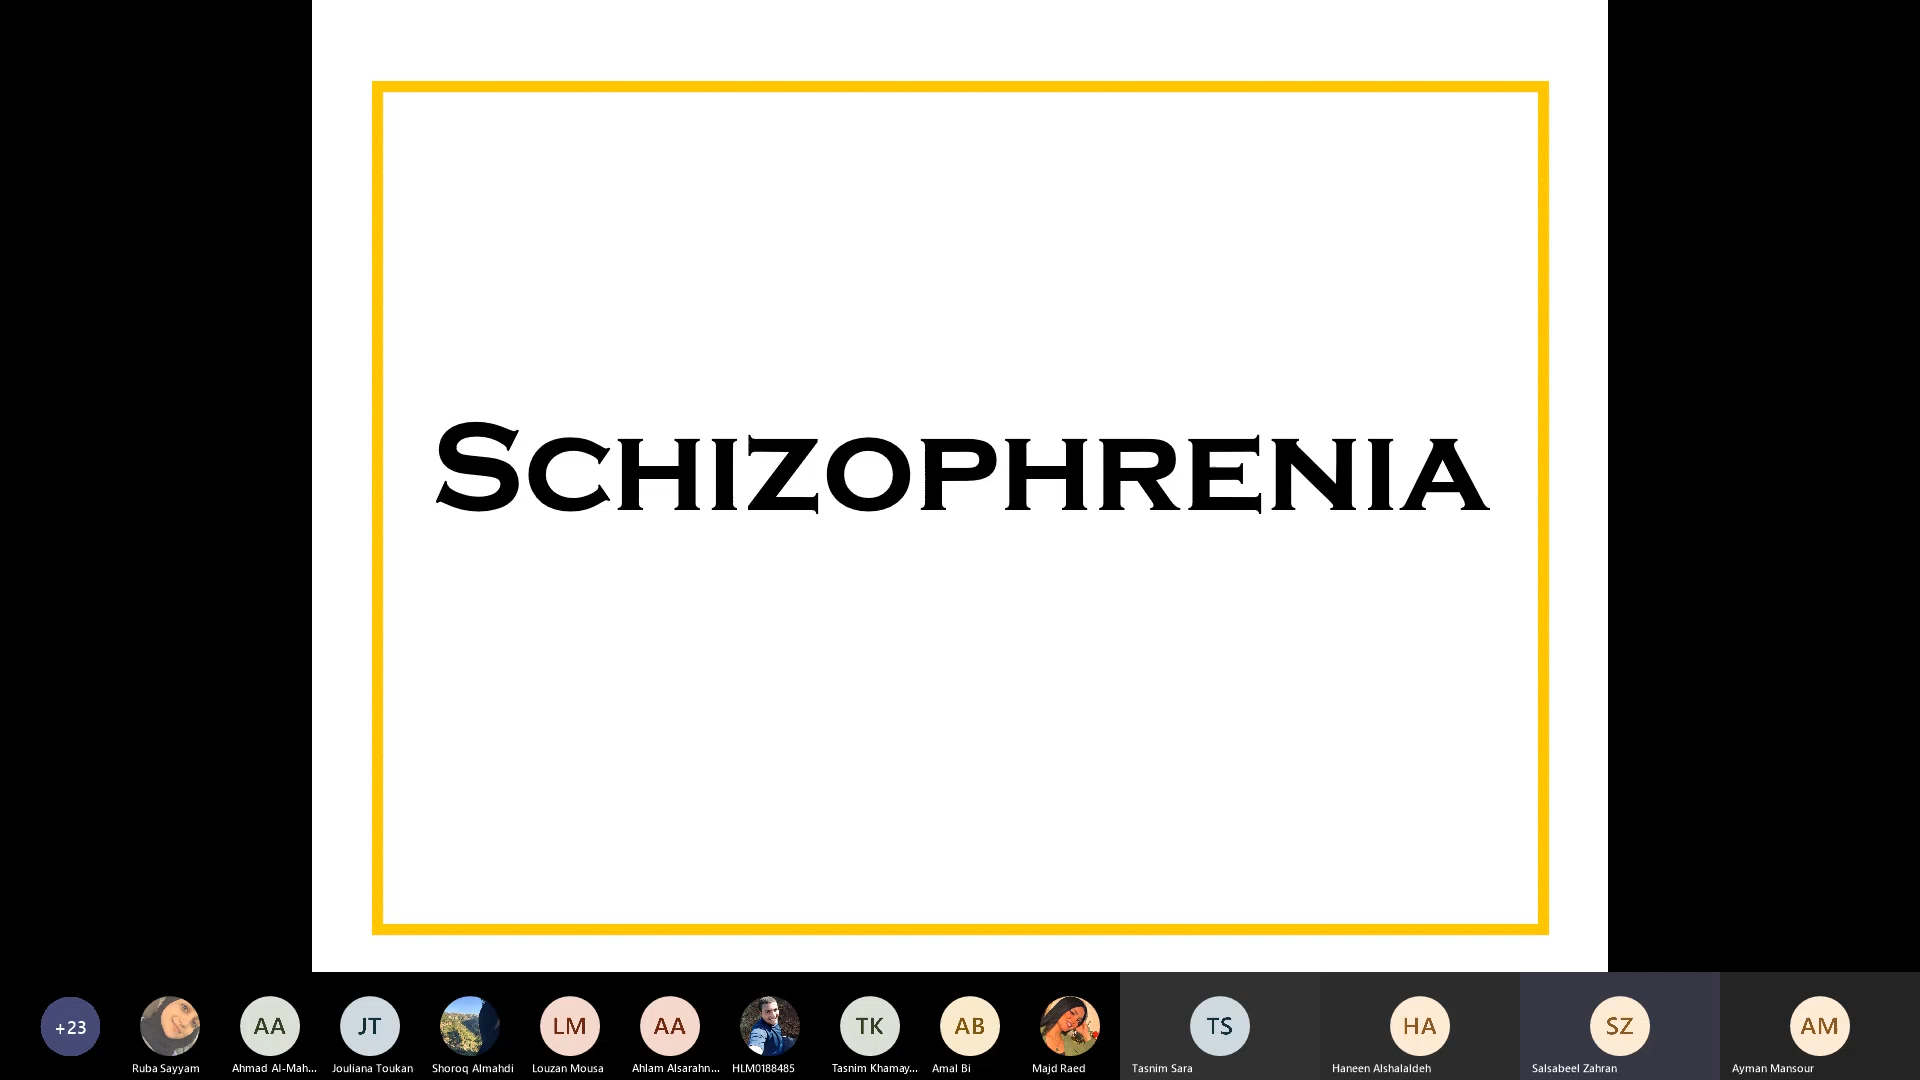 SCHIZOPHRENIA
+23
AA
JT
LM
AA
TK
AB
TS
HA
SZ
AM
Ruba Sayyam
Ahmad Al-Mah...
Jouliana Toukan
Shoroq Almahdi
Louzan Mousa
Ahlam Alsarahn...
HLM0188485
Tasnim Khamay...
Amal Bi
Majd Raed
Tasnim Sara
Haneen Alshalaldeh
Salsabeel Zahran
Ayman Mansour